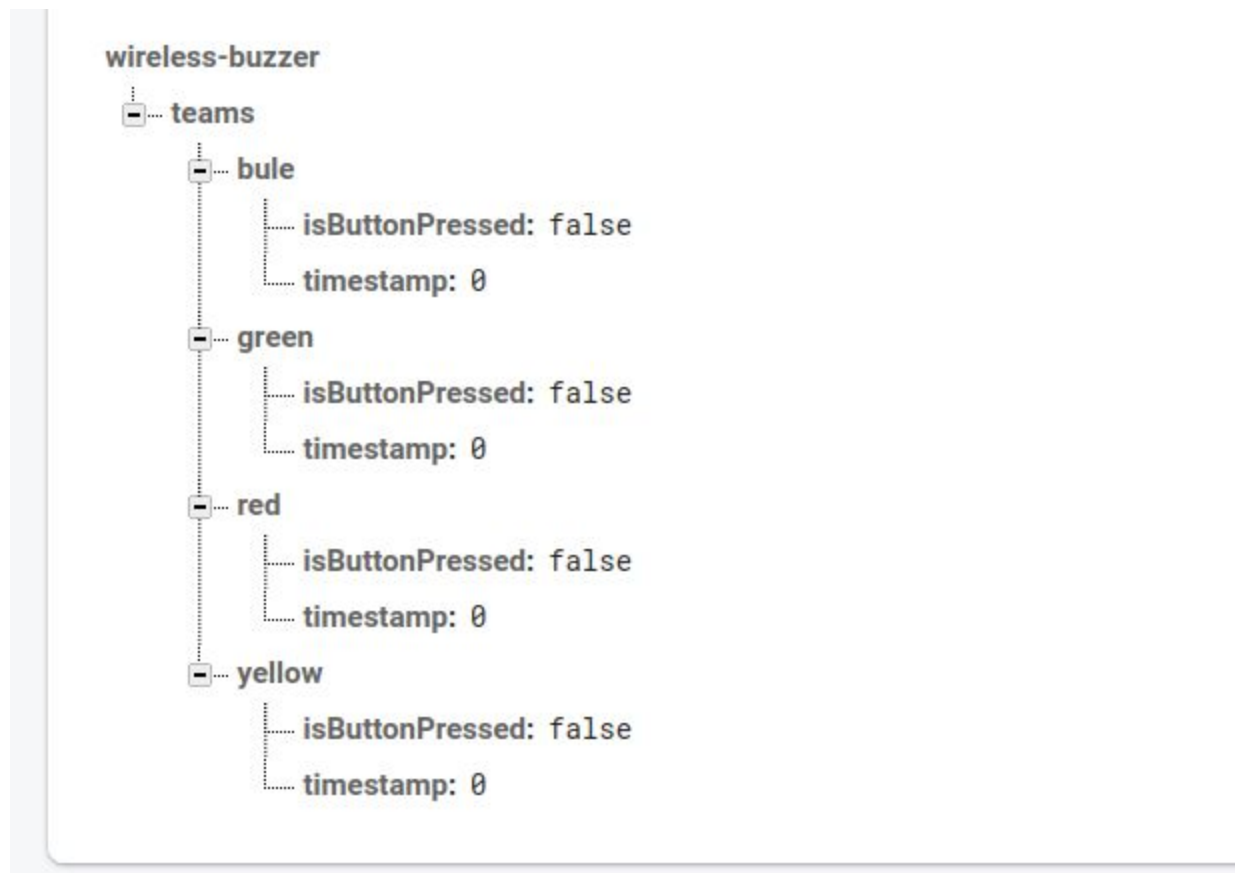 wireless-buzzer
teams
bule
isButtonPressed: false
timestamp: 0
green
isButtonPressed: false
timestamp: 0
red
isButtonPressed: false
timestamp: 0
yellow
isButtonPressed: false
timestamp: 0